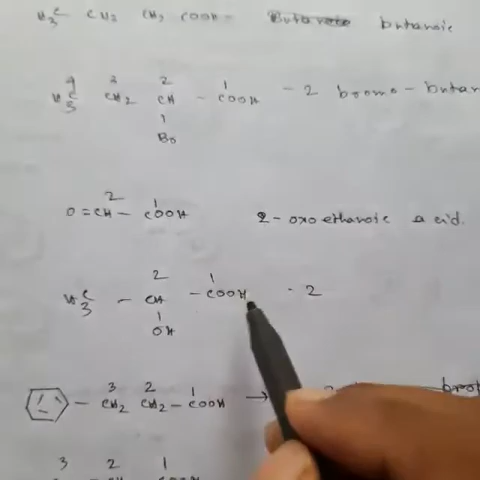 H3C CH2 CH2 COOH - butanoic
4 3 2 1
H3C CH2 CH - COOH - 2 bromo - butan
Br
2 1
O = CH - COOH 2 - oxo ethanoic acid.
2 1
H3C - CH - COOH - 2
OH
3 2 1
- CH2 CH2 - COOH →
3 2 1